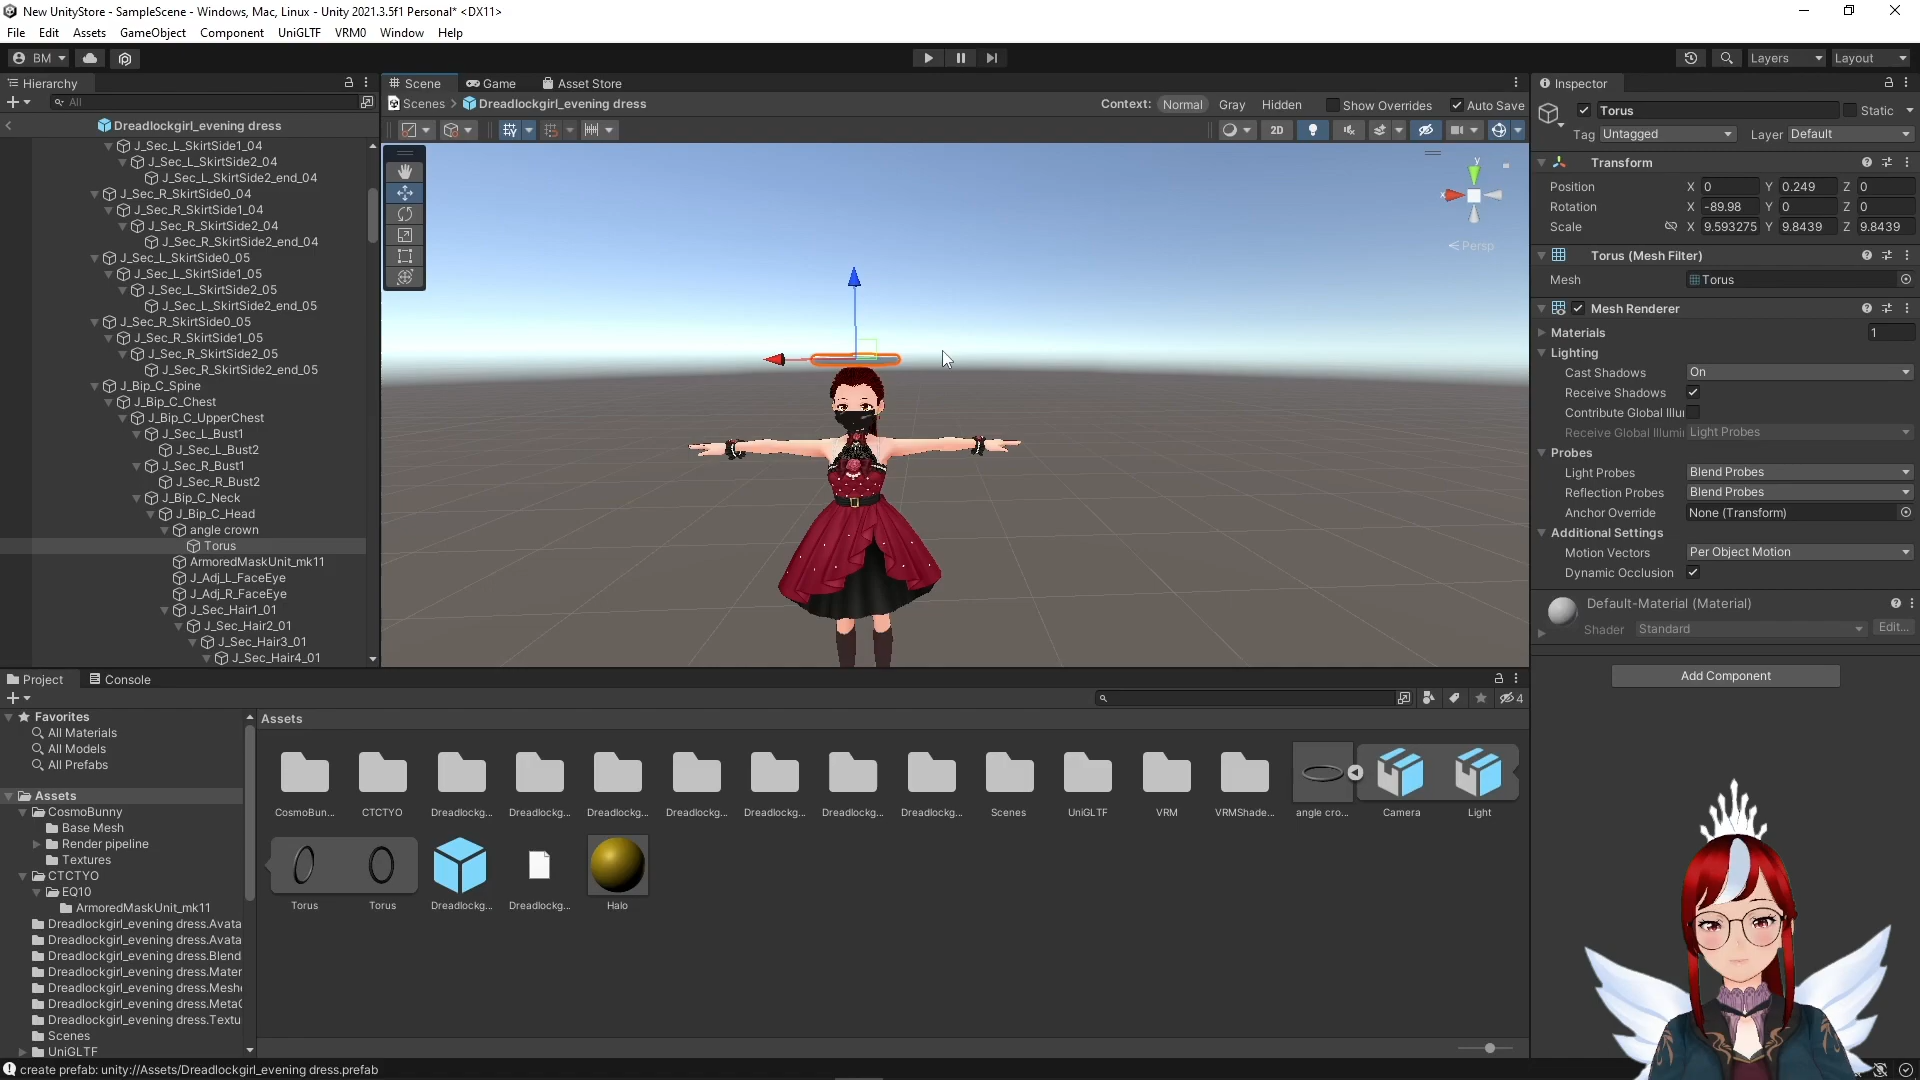 New UnityStore - SampleScene - Windows, Mac, Linux - Unity 2021.3.5f1 Personal* <DX11>
File Edit Assets GameObject Component UniGLTF VRM0 Window Help
BM
Layers
Layout
Hierarchy
All
Dreadlockgirl_evening dress
J_Sec_L_SkirtSide1_04
J_Sec_L_SkirtSide2_04
J_Sec_L_SkirtSide2_end_04
J_Sec_R_SkirtSide0_04
J_Sec_R_SkirtSide1_04
J_Sec_R_SkirtSide2_04
J_Sec_R_SkirtSide2_end_04
J_Sec_L_SkirtSide0_05
J_Sec_L_SkirtSide1_05
J_Sec_L_SkirtSide2_05
J_Sec_L_SkirtSide2_end_05
J_Sec_R_SkirtSide0_05
J_Sec_R_SkirtSide1_05
J_Sec_R_SkirtSide2_05
J_Sec_R_SkirtSide2_end_05
J_Bip_C_Spine
J_Bip_C_Chest
J_Bip_C_UpperChest
J_Sec_L_Bust1
J_Sec_L_Bust2
J_Sec_R_Bust1
J_Sec_R_Bust2
J_Bip_C_Neck
J_Bip_C_Head
angle crown
Torus
ArmoredMaskUnit_mk11
J_Adj_L_FaceEye
J_Adj_R_FaceEye
J_Sec_Hair1_01
J_Sec_Hair2_01
J_Sec_Hair3_01
J_Sec_Hair4_01
Scene Game Asset Store
Scenes Dreadlockgirl_evening dress
Context: Normal Gray Hidden Show Overrides Auto Save
2D
y
x
Persp
Inspector
Torus Static
Tag Untagged Layer Default
Transform
Position X 0 Y 0.249 Z 0
Rotation X -89.98 Y 0 Z 0
Scale X 9.593275 Y 9.8439 Z 9.8439
Torus (Mesh Filter)
Mesh Torus
Mesh Renderer
Materials 1
Lighting
Cast Shadows On
Receive Shadows
Contribute Global Illu
Receive Global Illumi Light Probes
Probes
Light Probes Blend Probes
Reflection Probes Blend Probes
Anchor Override None (Transform)
Additional Settings
Motion Vectors Per Object Motion
Dynamic Occlusion
Default-Material (Material)
Shader Standard Edit...
Add Component
Project Console
4
Favorites
All Materials
All Models
All Prefabs
Assets
CosmoBunny
Base Mesh
Render pipeline
Textures
CTCTYO
EQ10
ArmoredMaskUnit_mk11
Dreadlockgirl_evening dress.Avata
Dreadlockgirl_evening dress.Avata
Dreadlockgirl_evening dress.Blend
Dreadlockgirl_evening dress.Mater
Dreadlockgirl_evening dress.Meshe
Dreadlockgirl_evening dress.MetaO
Dreadlockgirl_evening dress.Textu
Scenes
UniGLTF
Assets
CosmoBun... CTCTYO Dreadlockg... Dreadlockg... Dreadlockg... Dreadlockg... Dreadlockg... Dreadlockg... Dreadlockg... Scenes UniGLTF VRM VRMShade... angle cro... Camera Light
Torus Torus Dreadlockg... Dreadlockg... Halo
create prefab: unity://Assets/Dreadlockgirl_evening dress.prefab